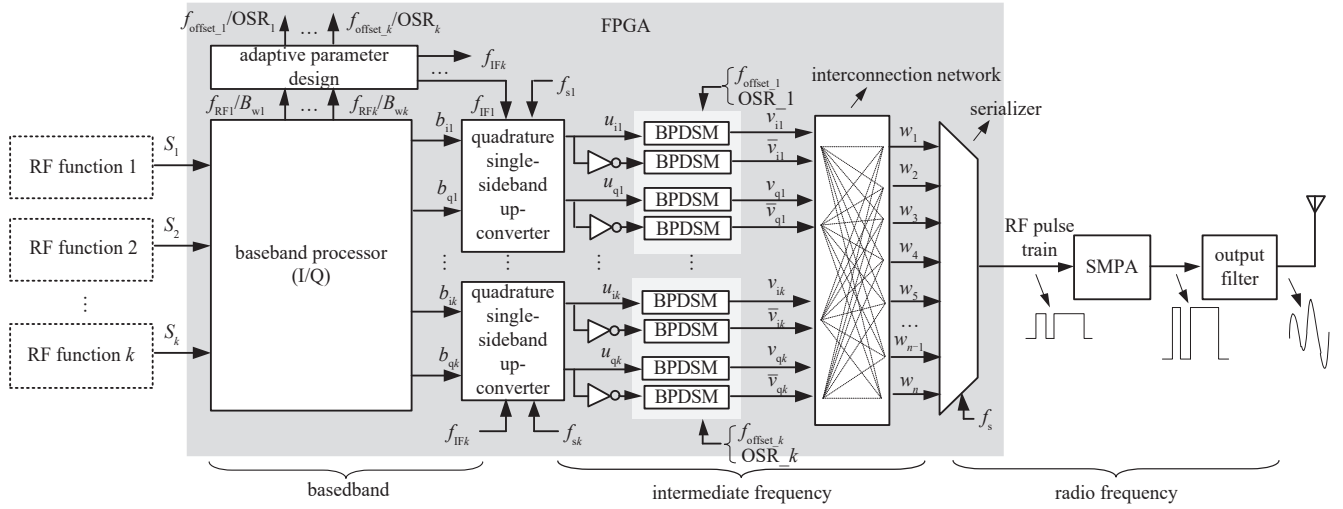 FPGA
f_offset_1/OSR_1 ... f_offset_k/OSR_k
adaptive parameter
design
f_IFk
...
f_RF1/B_w1 ... f_RFk/B_wk
f_IF1
f_s1
RF function 1
S_1
RF function 2
S_2
⋮
RF function k
S_k
baseband processor
(I/Q)
b_i1
b_q1
⋮
b_ik
b_qk
quadrature
single-
sideband
up-
converter
⋮
quadrature
single-
sideband
up-
converter
f_IFk
f_sk
u_i1
u_q1
⋮
u_ik
u_qk
f_offset_1
OSR_1
BPDSM
BPDSM
BPDSM
BPDSM
⋮
BPDSM
BPDSM
BPDSM
BPDSM
f_offset_k
OSR_k
v_i1
v̅_i1
v_q1
v̅_q1
v_ik
v̅_ik
v_qk
v̅_qk
interconnection network
w_1
w_2
w_3
w_4
w_5
...
w_n−1
w_n
serializer
f_s
RF pulse
train
SMPA
output
filter
basedband
intermediate frequency
radio frequency